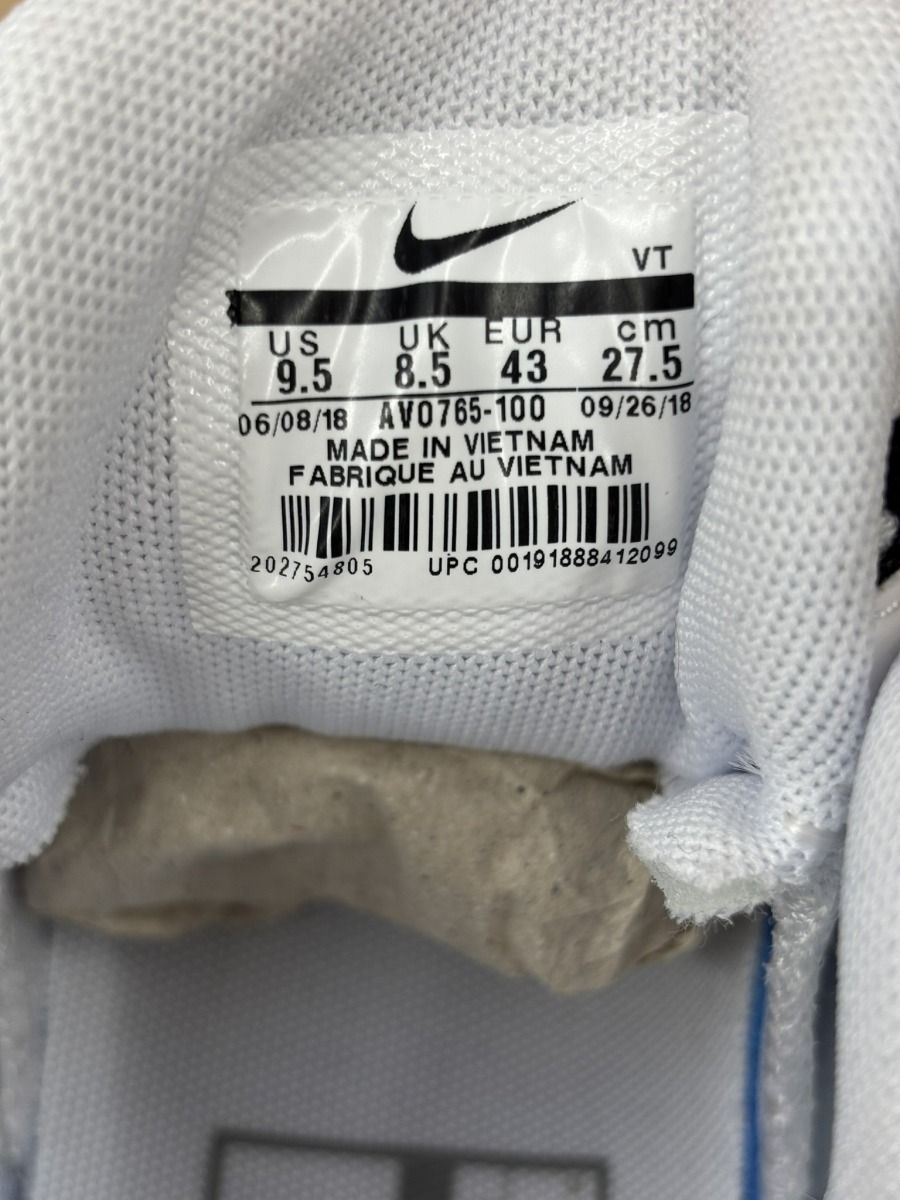 VT
US UK EUR cm
9.5 8.5 43 27.5
06/08/18 AV0765-100 09/26/18
MADE IN VIETNAM
FABRIQUE AU VIETNAM
202754805 UPC 00191888412099